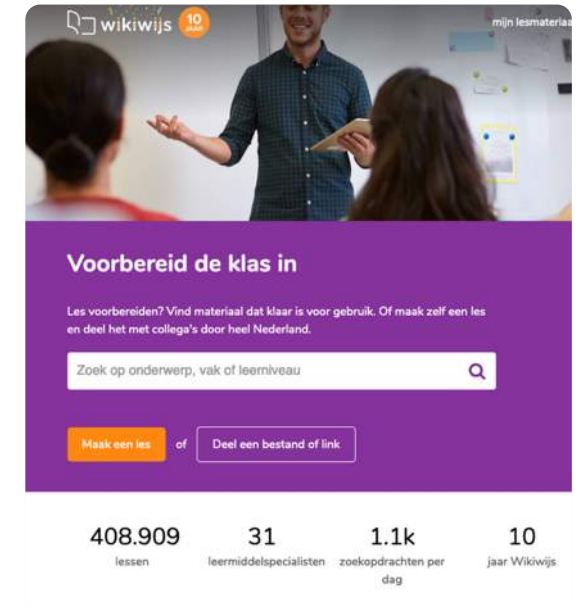 wikiwijs 10
JAAR
mijn lesmateriaa
Voorbereid de klas in
Les voorbereiden? Vind materiaal dat klaar is voor gebruik. Of maak zelf een les
en deel het met collega's door heel Nederland.
Zoek op onderwerp, vak of leerniveau
Maak een les of Deel een bestand of link
408.909 31 1.1k 10
lessen leermiddelspecialisten zoekopdrachten per jaar Wikiwijs
dag